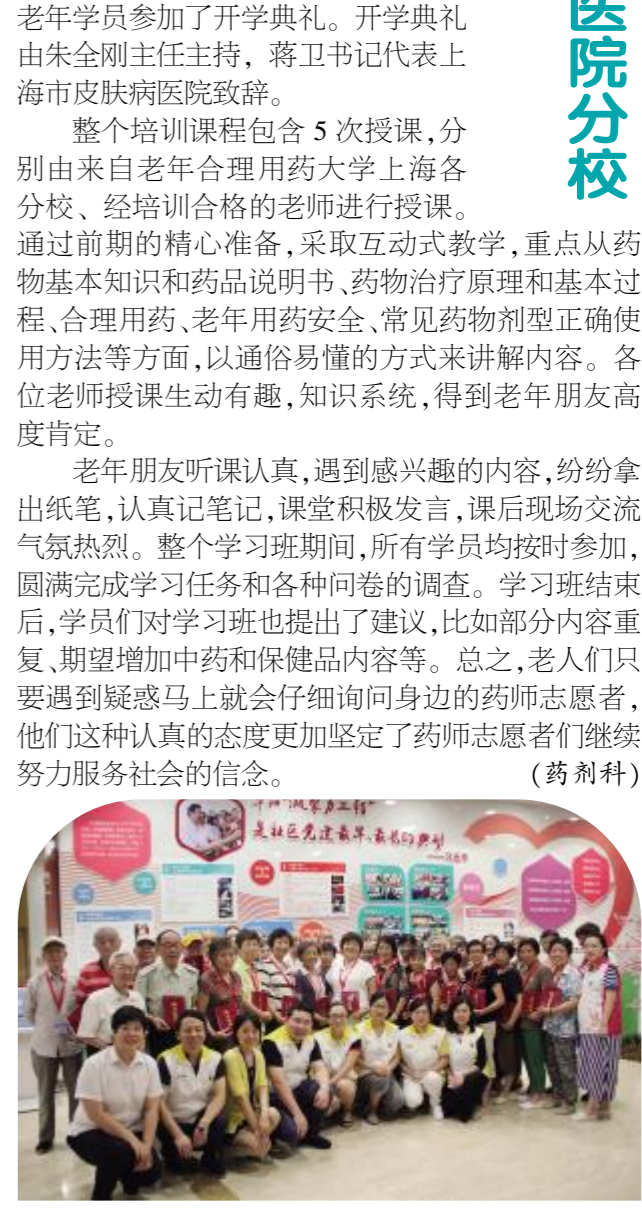 医院分校
老年学员参加了开学典礼。开学典礼
由朱全刚主任主持，蒋卫书记代表上
海市皮肤病医院致辞。
整个培训课程包含 5 次授课，分
别由来自老年合理用药大学上海各
分校、经培训合格的老师进行授课。
通过前期的精心准备，采取互动式教学，重点从药
物基本知识和药品说明书、药物治疗原理和基本过
程、合理用药、老年用药安全、常见药物剂型正确使
用方法等方面，以通俗易懂的方式来讲解内容。各
位老师授课生动有趣，知识系统，得到老年朋友高
度肯定。
老年朋友听课认真，遇到感兴趣的内容，纷纷拿
出纸笔，认真记笔记，课堂积极发言，课后现场交流
气氛热烈。整个学习班期间，所有学员均按时参加，
圆满完成学习任务和各种问卷的调查。学习班结束
后，学员们对学习班也提出了建议，比如部分内容重
复、期望增加中药和保健品内容等。总之，老人们只
要遇到疑惑马上就会仔细询问身边的药师志愿者，
他们这种认真的态度更加坚定了药师志愿者们继续
努力服务社会的信念。 (药剂科)
"凝聚力工程"
是社区党建最早、最好的典型